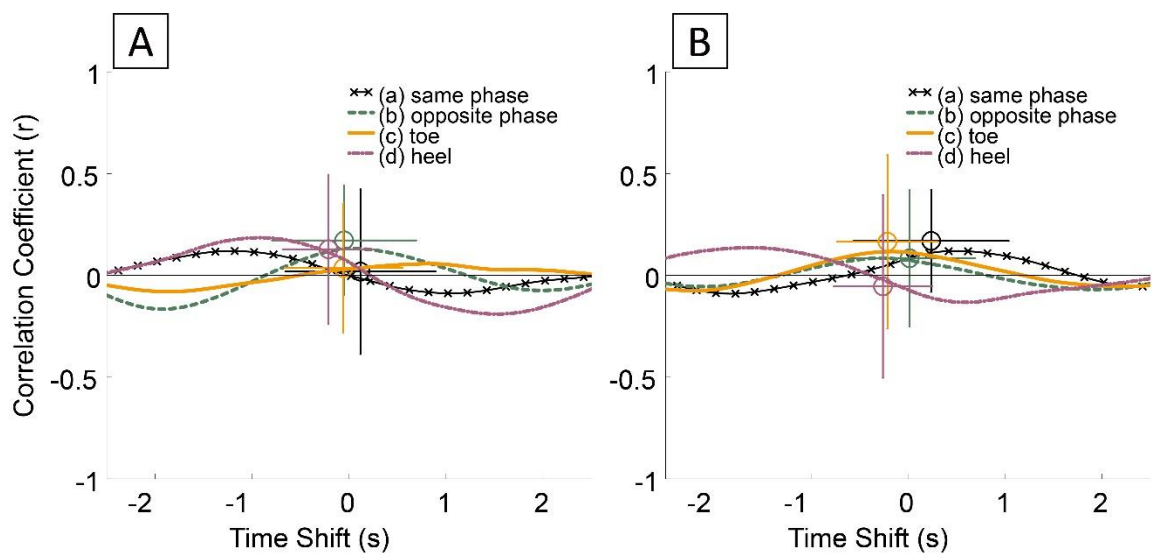 A
B
Correlation Coefficient (r)
1
0.5
0
-0.5
-1
(a) same phase
(b) opposite phase
(c) toe
(d) heel
-2
-1
0
1
2
Time Shift (s)
1
0.5
0
-0.5
-1
(a) same phase
(b) opposite phase
(c) toe
(d) heel
-2
-1
0
1
2
Time Shift (s)